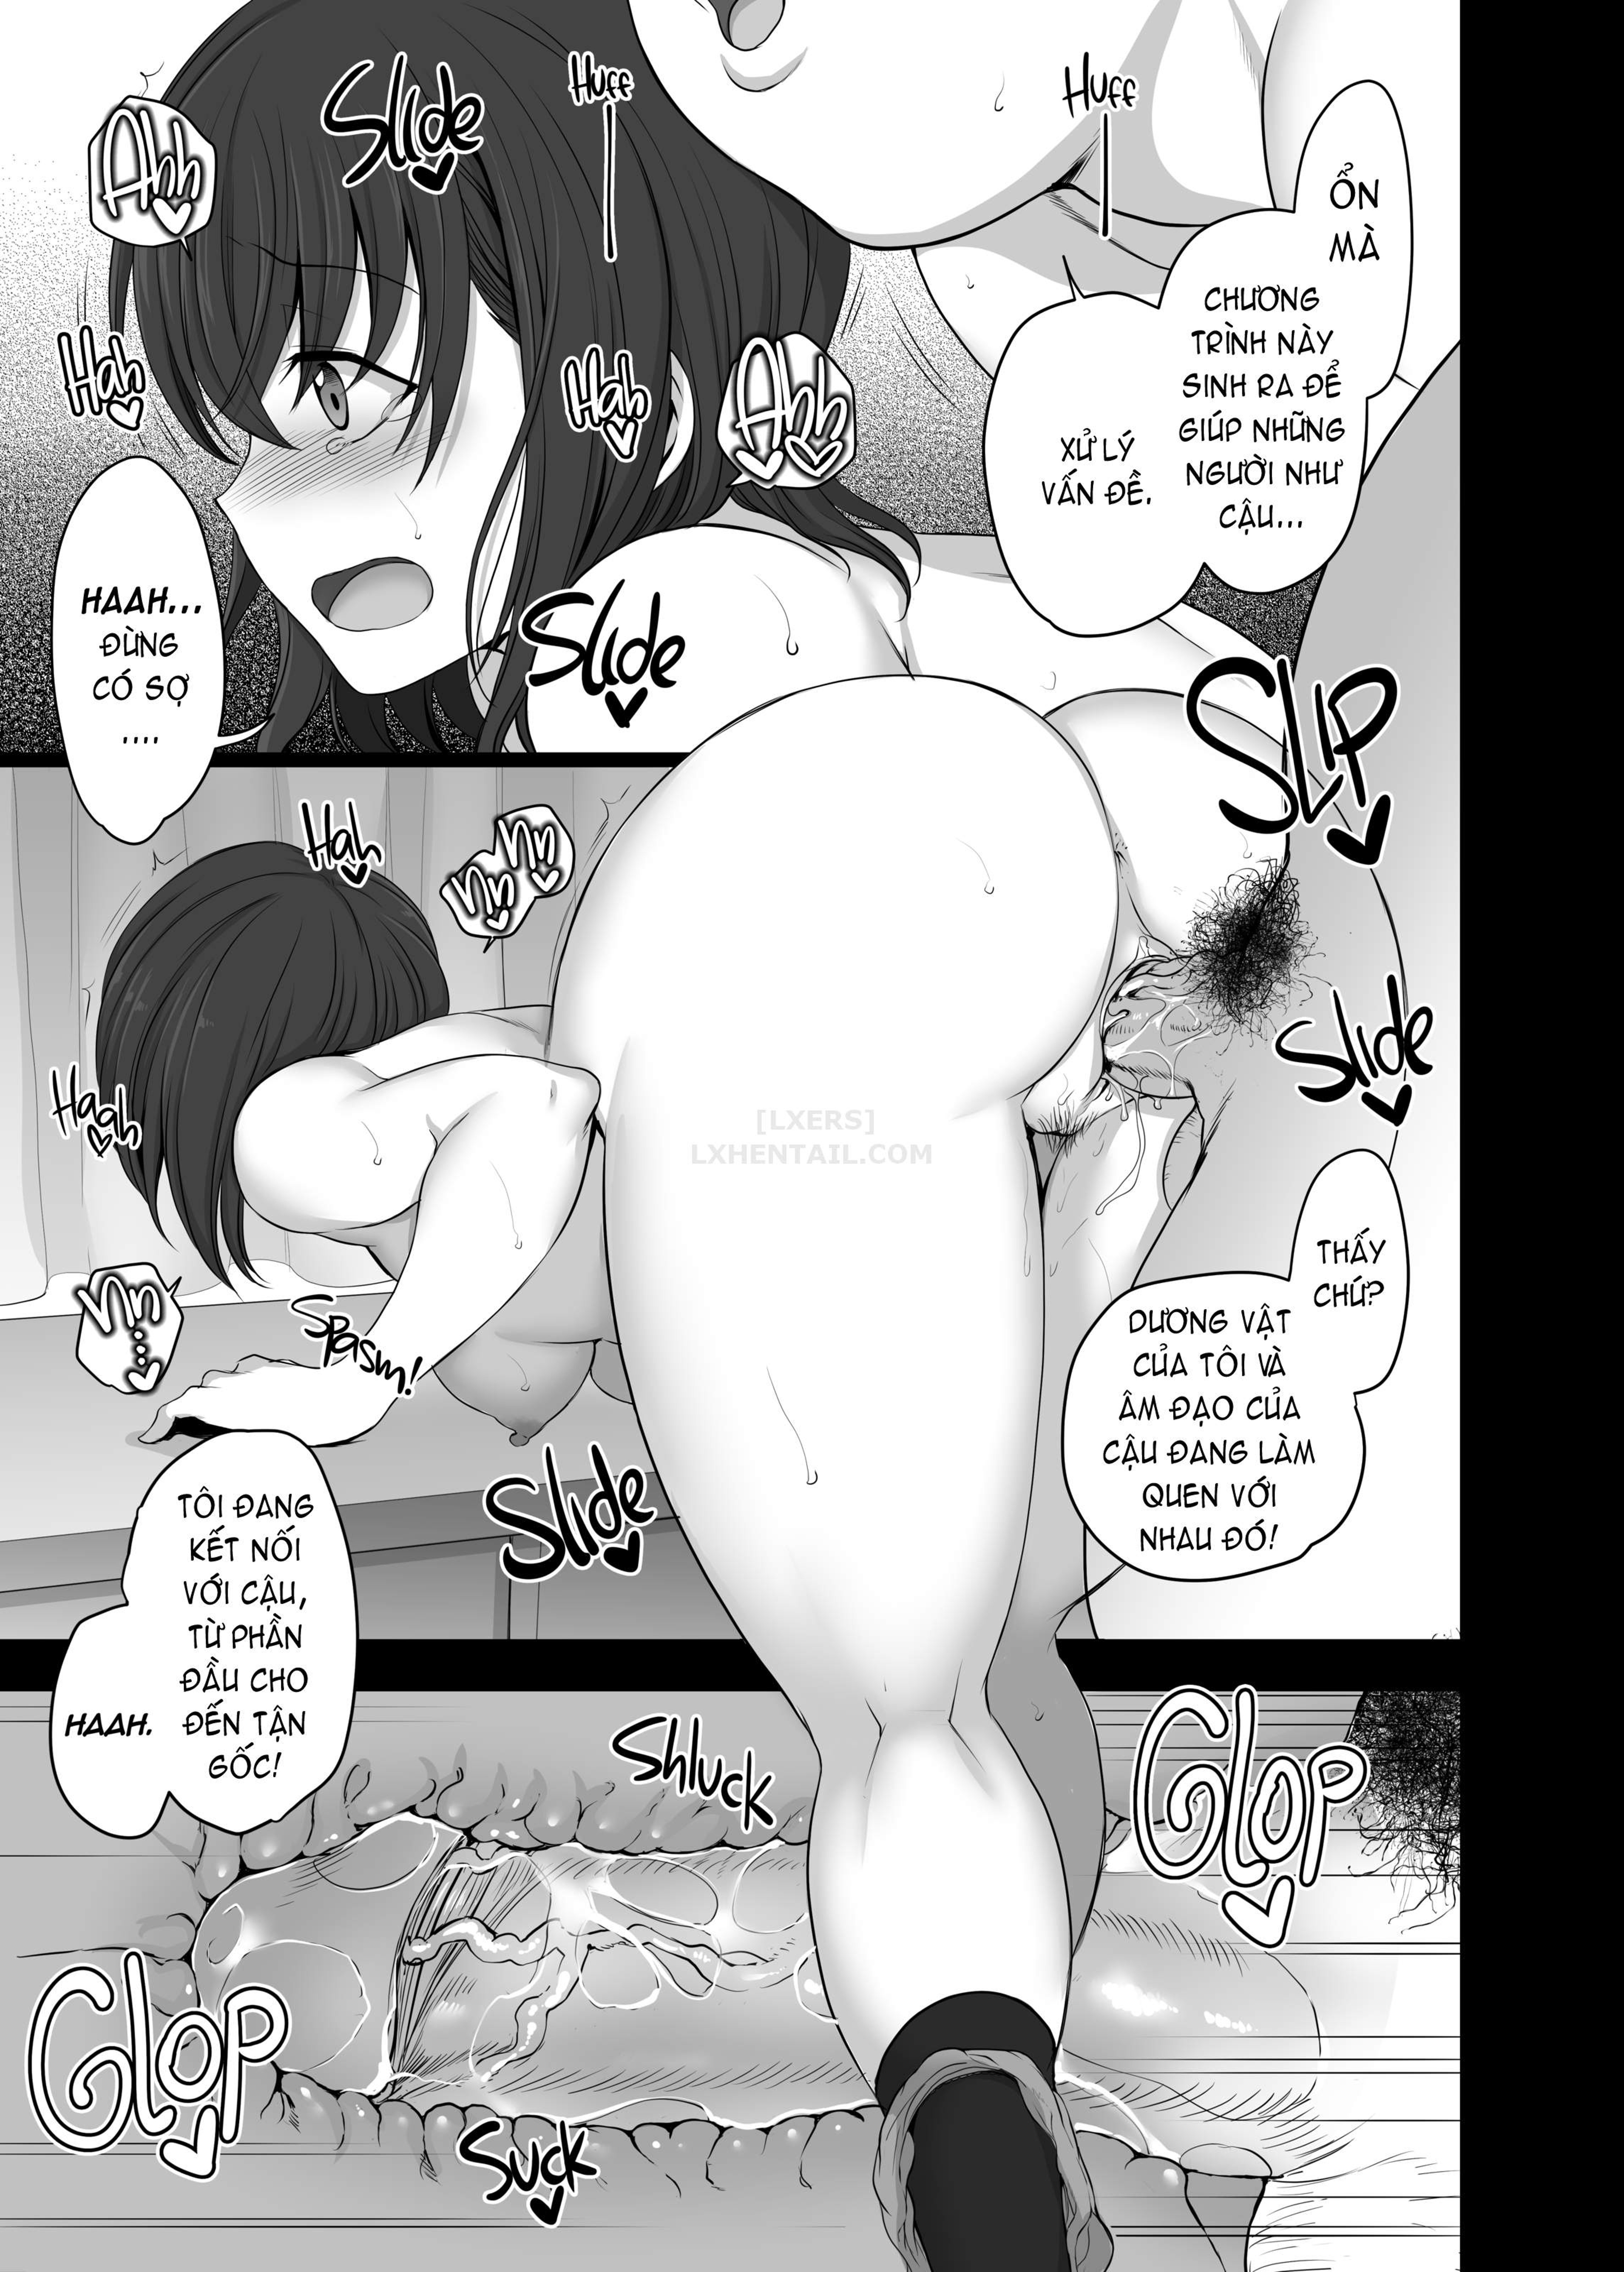 ỔN
MÀ
CHƯƠNG
TRÌNH NÀY
SINH RA ĐỂ
GIÚP NHỮNG
NGƯỜI NHƯ
CẬU...
XỬ LÝ
VẤN ĐỀ.
Huff
Huff
Slide
Ahh
Hah
Hah
Ahh
Slide
HAAH...
ĐỪNG
CÓ SỢ
....
SLIP
Slide
Nn
Nn
Hah
Haah
Nn...
Spasm!
THẤY
CHỨ?
DƯƠNG VẬT
CỦA TÔI VÀ
ÂM ĐẠO CỦA
CẬU ĐANG LÀM
QUEN VỚI
NHAU ĐÓ!
Slide
TÔI ĐANG
KẾT NỐI
VỚI CẬU,
TỪ PHẦN
ĐẦU CHO
ĐẾN TẬN
GỐC!
HAAH.
[LXERS]
LXHENTAIL.COM
Glop
Shluck
Glop
Suck